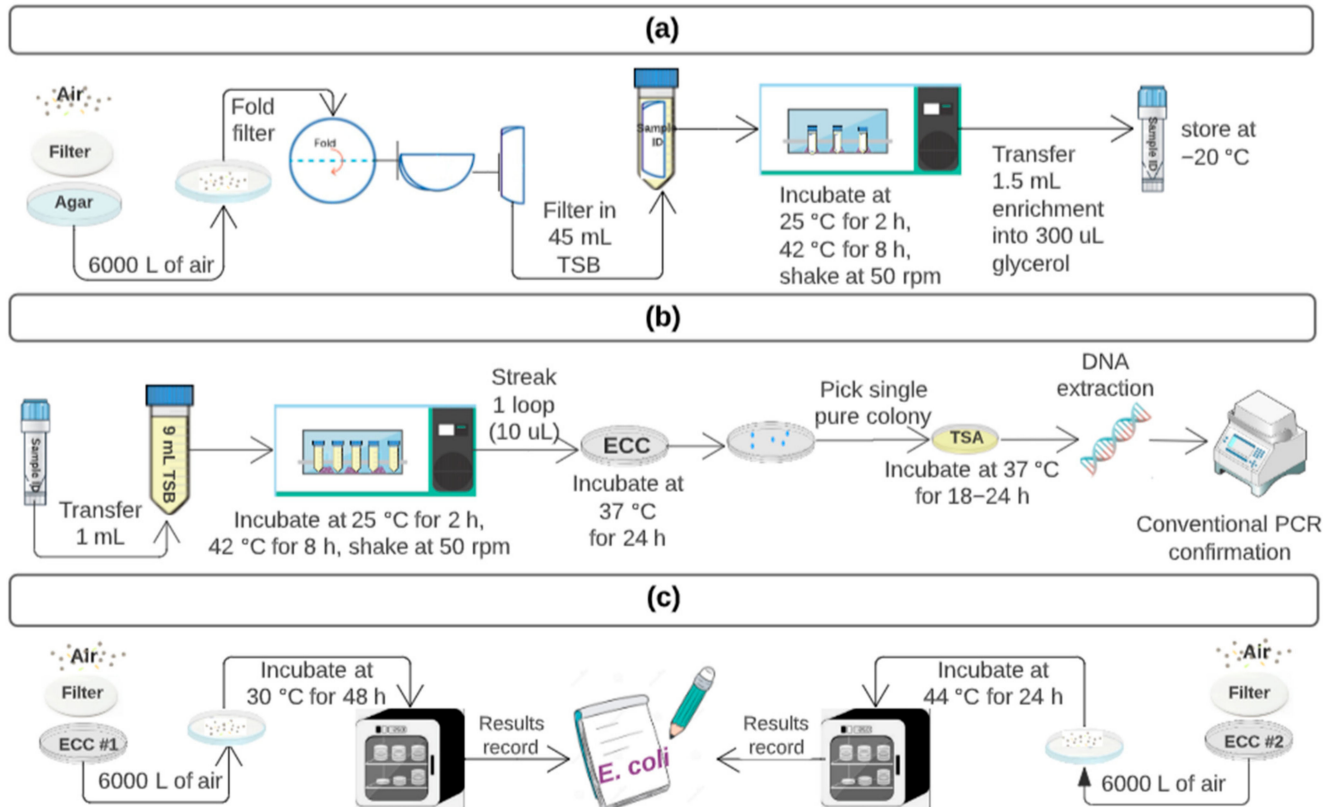 (a)
Air
Filter
Agar
6000 L of air
Fold
filter
Fold
Filter in
45 mL
TSB
Sample
ID
Incubate at
25 °C for 2 h,
42 °C for 8 h,
shake at 50 rpm
Transfer
1.5 mL
enrichment
into 300 uL
glycerol
Sample ID
store at
−20 °C
(b)
Sample ID
Transfer
1 mL
9 mL TSB
Incubate at 25 °C for 2 h,
42 °C for 8 h, shake at 50 rpm
Streak
1 loop
(10 uL)
ECC
Incubate at
37 °C
for 24 h
Pick single
pure colony
TSA
Incubate at 37 °C
for 18−24 h
DNA
extraction
Conventional PCR
confirmation
(c)
Air
Filter
ECC #1
6000 L of air
Incubate at
30 °C for 48 h
Results
record
E. coli
Results
record
Incubate at
44 °C for 24 h
Air
Filter
ECC #2
6000 L of air